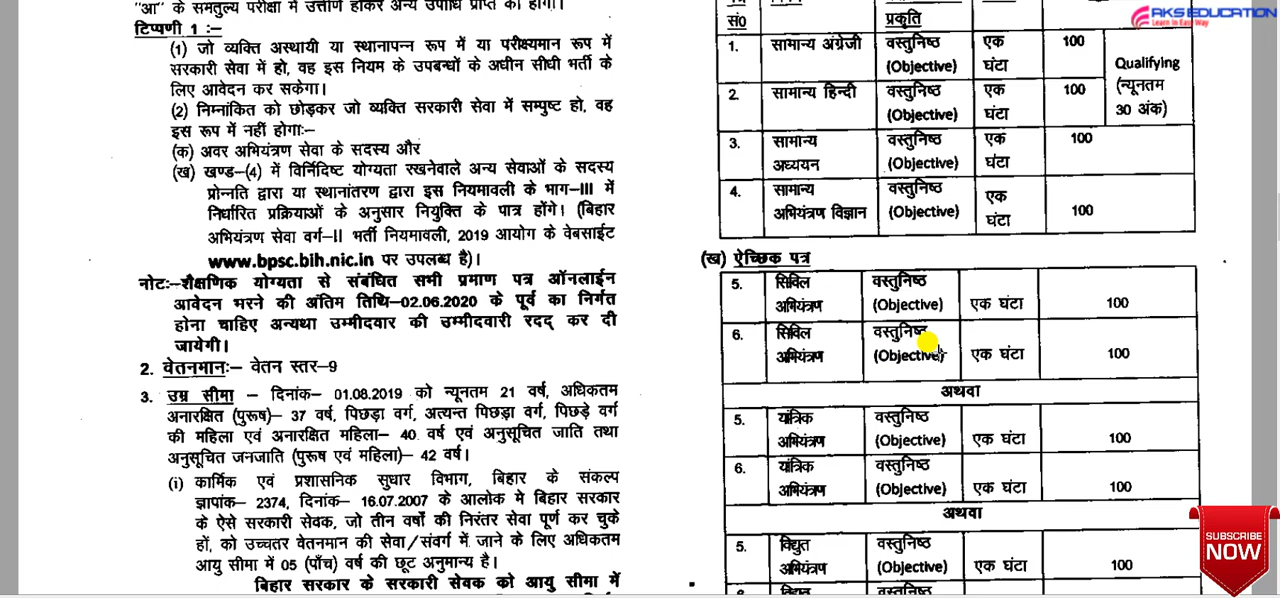 "आ" के समतुल्य परीक्षा में उत्तीर्ण होकर अन्य उपाधि प्राप्त की होगी।
टिप्पणी 1 :–
(1) जो व्यक्ति अस्थायी या स्थानापन्न रूप में या परीक्ष्यमान रूप में
सरकारी सेवा में हो, वह इस नियम के उपबन्धों के अधीन सीधी भर्ती के
लिए आवेदन कर सकेगा।
(2) निम्नांकित को छोड़कर जो व्यक्ति सरकारी सेवा में सम्पुष्ट हो, वह
इस रूप में नहीं होगाः–
(क) अवर अभियंत्रण सेवा के सदस्य और
(ख) खण्ड–(4) में विर्निदिष्ट योग्यता रखनेवाले अन्य सेवाओं के सदस्य
प्रोन्नति द्वारा या स्थानांतरण द्वारा इस नियमावली के भाग–III में
निर्धारित प्रक्रियाओं के अनुसार नियुक्ति के पात्र होंगे। (बिहार
अभियंत्रण सेवा वर्ग–II भर्ती नियमावली, 2019 आयोग के वेबसाईट
www.bpsc.bih.nic.in पर उपलब्ध है)।
नोटः–शैक्षणिक योग्यता से संबंधित सभी प्रमाण पत्र ऑनलाईन
आवेदन भरने की अंतिम तिथि–02.06.2020 के पूर्व का निर्गत
होना चाहिए अन्यथा उम्मीदवार की उम्मीदवारी रदद् कर दी
जायेगी।
2. वेतनमानः– वेतन स्तर–9
3. उम्र सीमा – दिनांक– 01.08.2019 को न्यूनतम 21 वर्ष, अधिकतम
अनारक्षित (पुरूष)– 37 वर्ष, पिछड़ा वर्ग, अत्यन्त पिछड़ा वर्ग, पिछड़े वर्ग
की महिला एवं अनारक्षित महिला– 40 वर्ष एवं अनुसूचित जाति तथा
अनुसूचित जनजाति (पुरूष एवं महिला)– 42 वर्ष।
(i) कार्मिक एवं प्रशासनिक सुधार विभाग, बिहार के संकल्प
ज्ञापांक– 2374, दिनांक– 16.07.2007 के आलोक मे बिहार सरकार
के ऐसे सरकारी सेवक, जो तीन वर्षों की निरंतर सेवा पूर्ण कर चुके
हों, को उच्चतर वेतनमान की सेवा/संवर्ग में जाने के लिए अधिकतम
आयु सीमा में 05 (पाँच) वर्ष की छूट अनुमान्य है।
बिहार सरकार के सरकारी सेवक को आयु सीमा में
सं0 प्रकृति
1. सामान्य अंग्रेजी वस्तुनिष्ठ एक 100
(Objective) घंटा Qualifying
2. सामान्य हिन्दी वस्तुनिष्ठ एक 100 (न्यूनतम
(Objective) घंटा 30 अंक)
3. सामान्य वस्तुनिष्ठ एक 100
अध्ययन (Objective) घंटा
4. सामान्य वस्तुनिष्ठ एक
अभियंत्रण विज्ञान (Objective) घंटा 100
(ख) ऐच्छिक पत्र
5. सिविल वस्तुनिष्ठ
अभियंत्रण (Objective) एक घंटा 100
6. सिविल वस्तुनिष्ठ
अभियंत्रण (Objective) एक घंटा 100
अथवा
5. यांत्रिक वस्तुनिष्ठ
अभियंत्रण (Objective) एक घंटा 100
6. यांत्रिक वस्तुनिष्ठ
अभियंत्रण (Objective) एक घंटा 100
अथवा
5. विद्युत वस्तुनिष्ठ
अभियंत्रण (Objective) एक घंटा 100
RKS EDUCATION
Learn In Easy Way
SUBSCRIBE
NOW